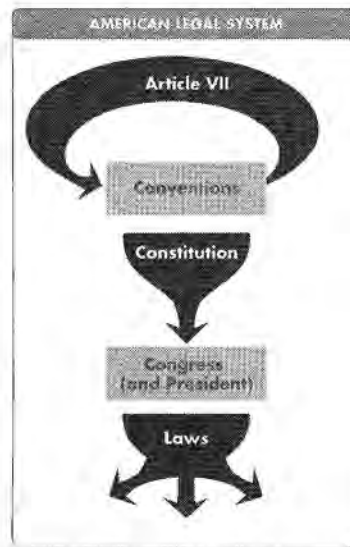 AMERICAN LEGAL SYSTEM
Article VII
Conventions
Constitution
Congress
(and President)
Laws